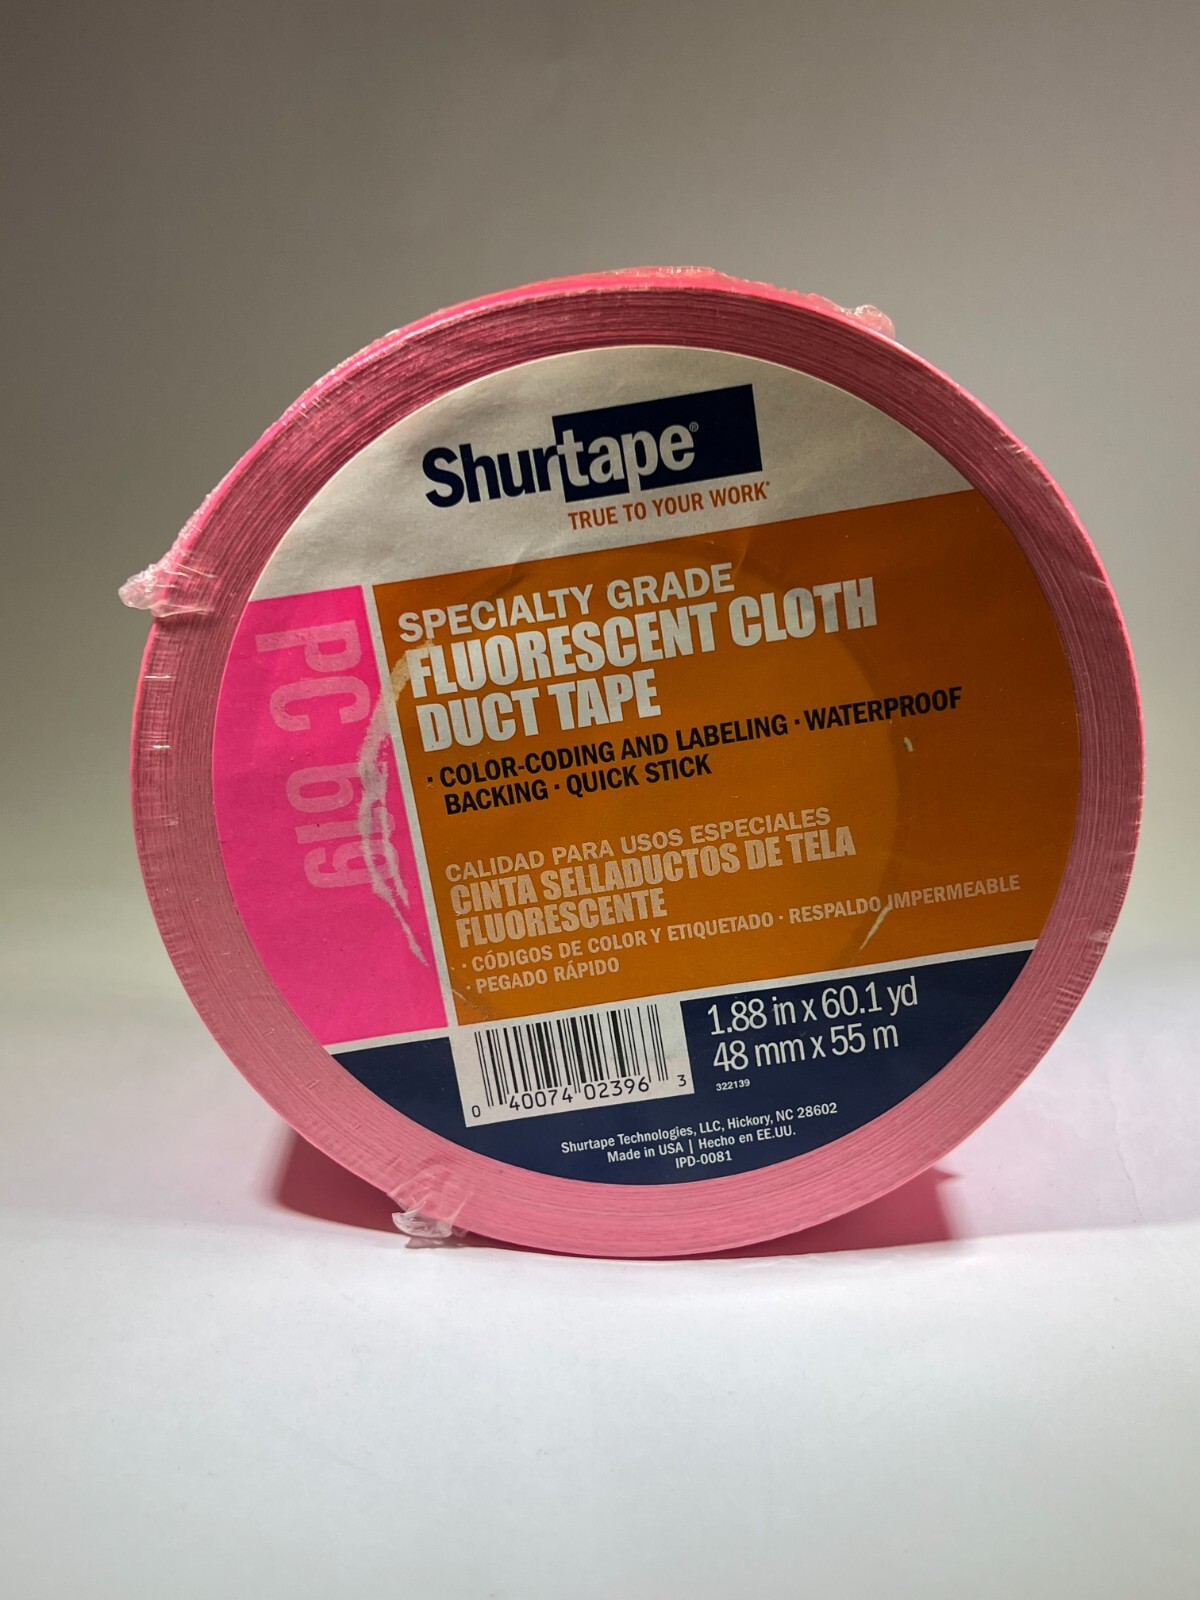 Shurtape®
TRUE TO YOUR WORK®
PC 619
SPECIALTY GRADE
FLUORESCENT CLOTH
DUCT TAPE
· COLOR-CODING AND LABELING · WATERPROOF
BACKING · QUICK STICK
CALIDAD PARA USOS ESPECIALES
CINTA SELLADUCTOS DE TELA
FLUORESCENTE
· CÓDIGOS DE COLOR Y ETIQUETADO · RESPALDO IMPERMEABLE
· PEGADO RÁPIDO
0 40074 02396 3
1.88 in x 60.1 yd
48 mm x 55 m
322139
Shurtape Technologies, LLC, Hickory, NC 28602
Made in USA | Hecho en EE.UU.
IPD-0081